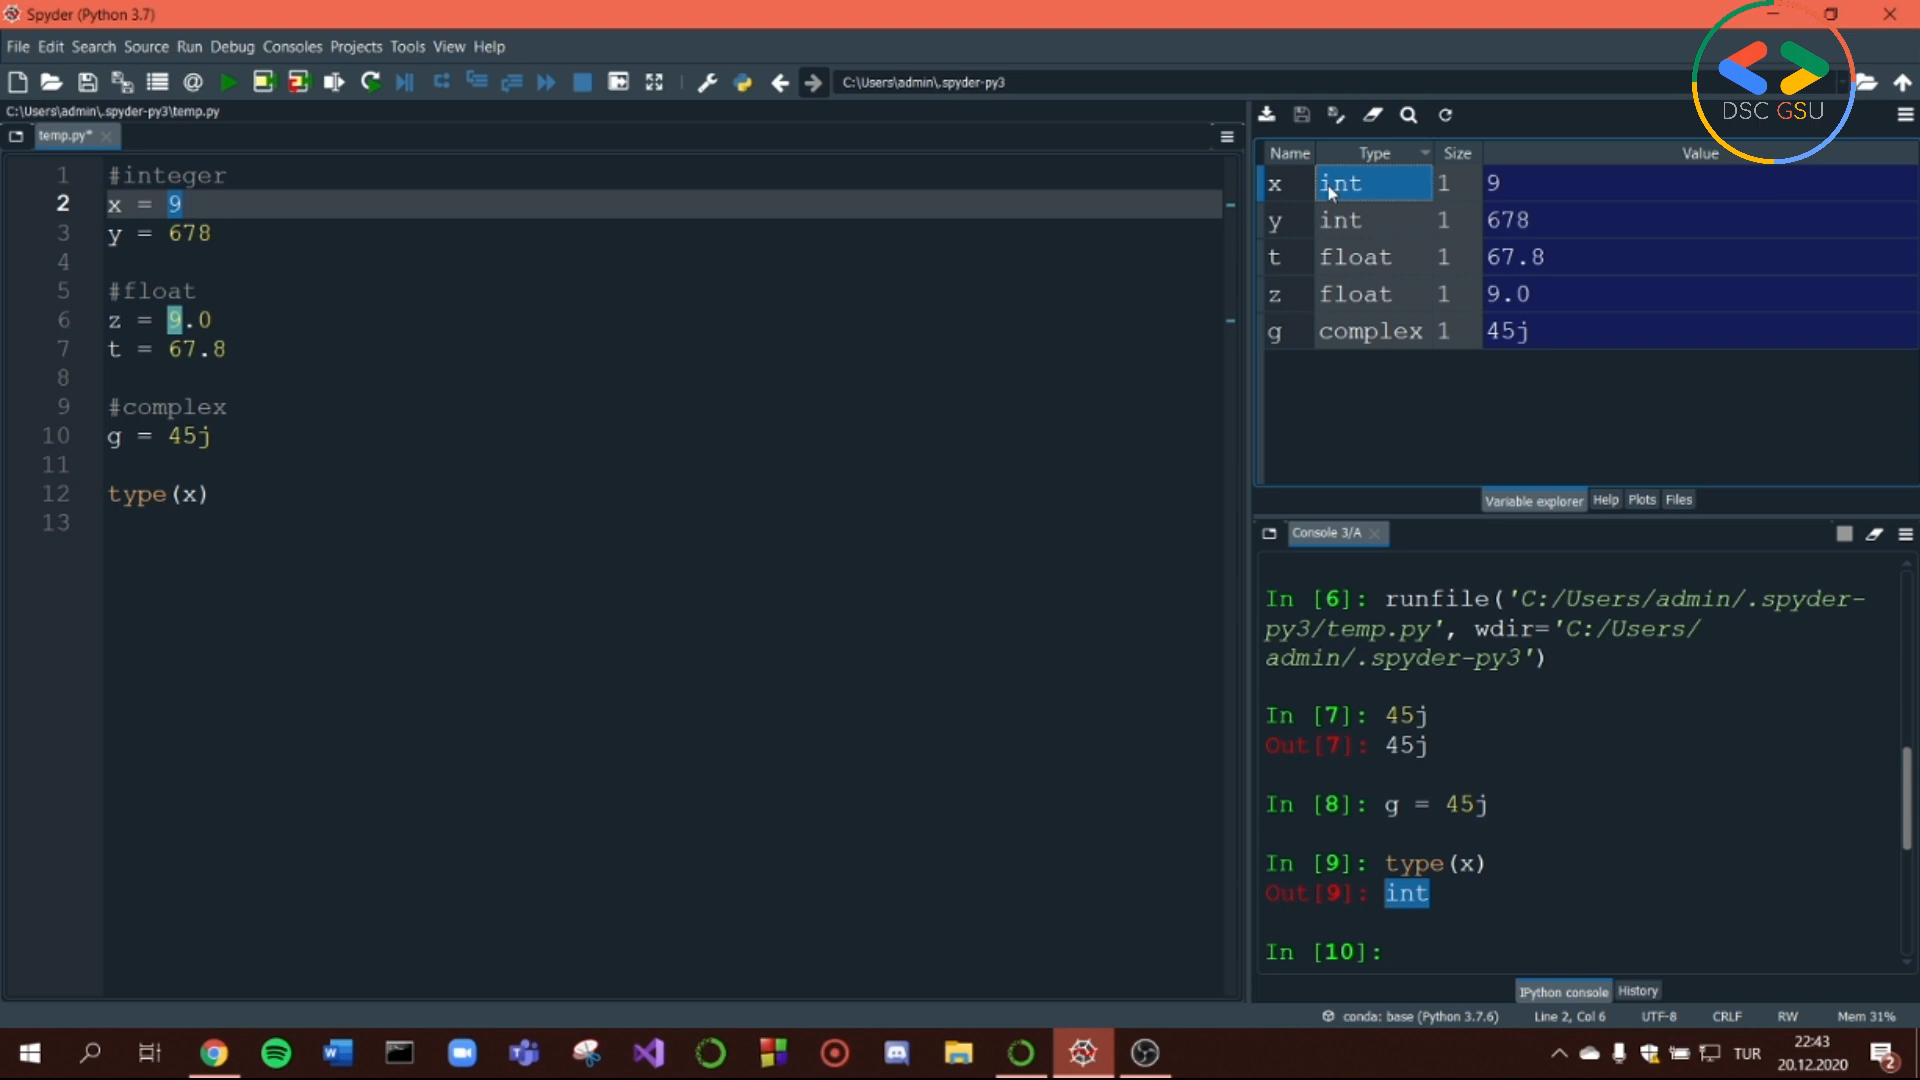 Spyder (Python 3.7)
File Edit Search Source Run Debug Consoles Projects Tools View Help
C:\Users\admin\.spyder-py3
C:\Users\admin\.spyder-py3\temp.py
temp.py*
1 #integer
2 x = 9
3 y = 678
4
5 #float
6 z = 9.0
7 t = 67.8
8
9 #complex
10 g = 45j
11
12 type(x)
13
DSC GSU
Name Type Size Value
x int 1 9
y int 1 678
t float 1 67.8
z float 1 9.0
g complex 1 45j
Variable explorer Help Plots Files
Console 3/A
In [6]: runfile('C:/Users/admin/.spyder-
py3/temp.py', wdir='C:/Users/
admin/.spyder-py3')
In [7]: 45j
Out[7]: 45j
In [8]: g = 45j
In [9]: type(x)
Out[9]: int
In [10]:
IPython console History
conda: base (Python 3.7.6) Line 2, Col 6 UTF-8 CRLF RW Mem 31%
TUR
22:43
20.12.2020
2